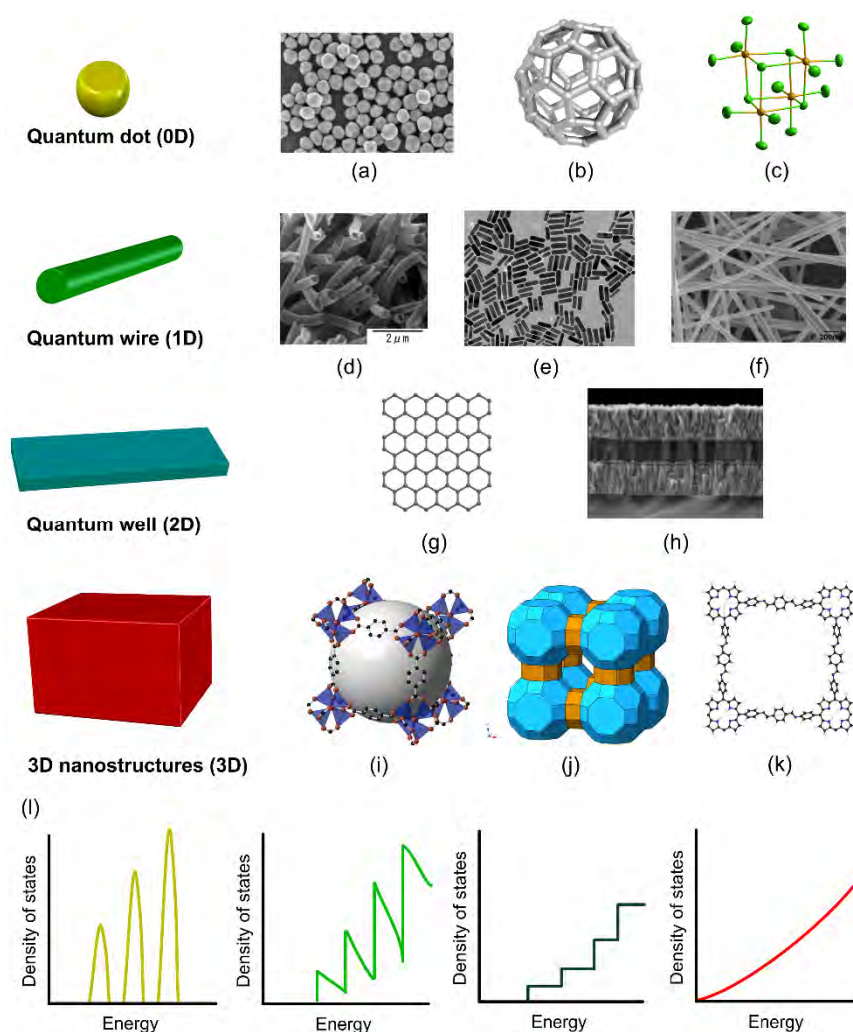 Quantum dot (0D)
(a)
(b)
(c)
Quantum wire (1D)
2 μm
(d)
(e)
(f)
Quantum well (2D)
(g)
(h)
3D nanostructures (3D)
(i)
(j)
(k)
(l)
Density of states
Energy
Density of states
Energy
Density of states
Energy
Density of states
Energy